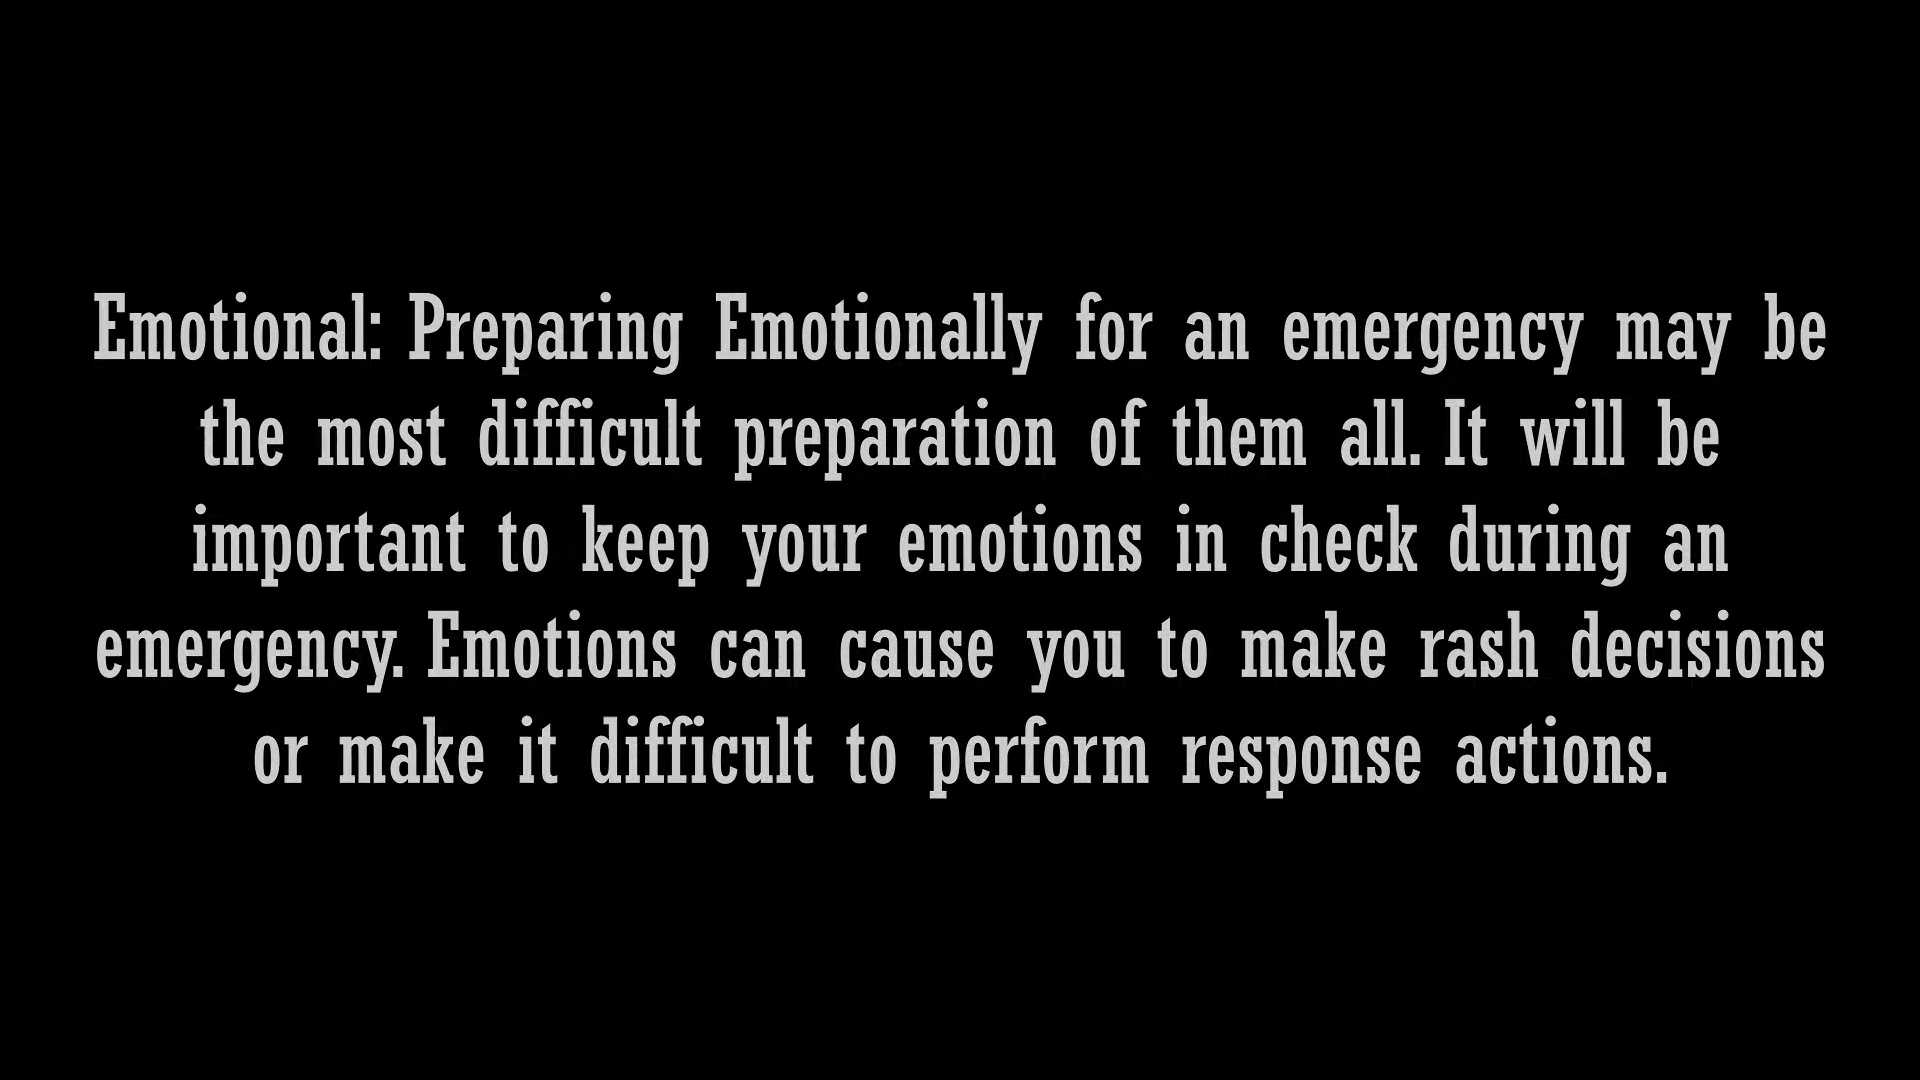 Emotional: Preparing Emotionally for an emergency may be
the most difficult preparation of them all. It will be
important to keep your emotions in check during an
emergency. Emotions can cause you to make rash decisions
or make it difficult to perform response actions.